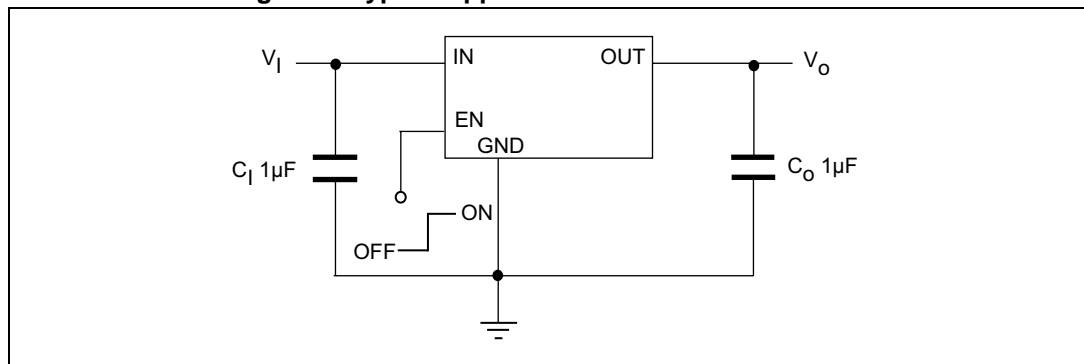 V_I
IN
OUT
V_o
EN
GND
C_I 1µF
C_o 1µF
ON
OFF